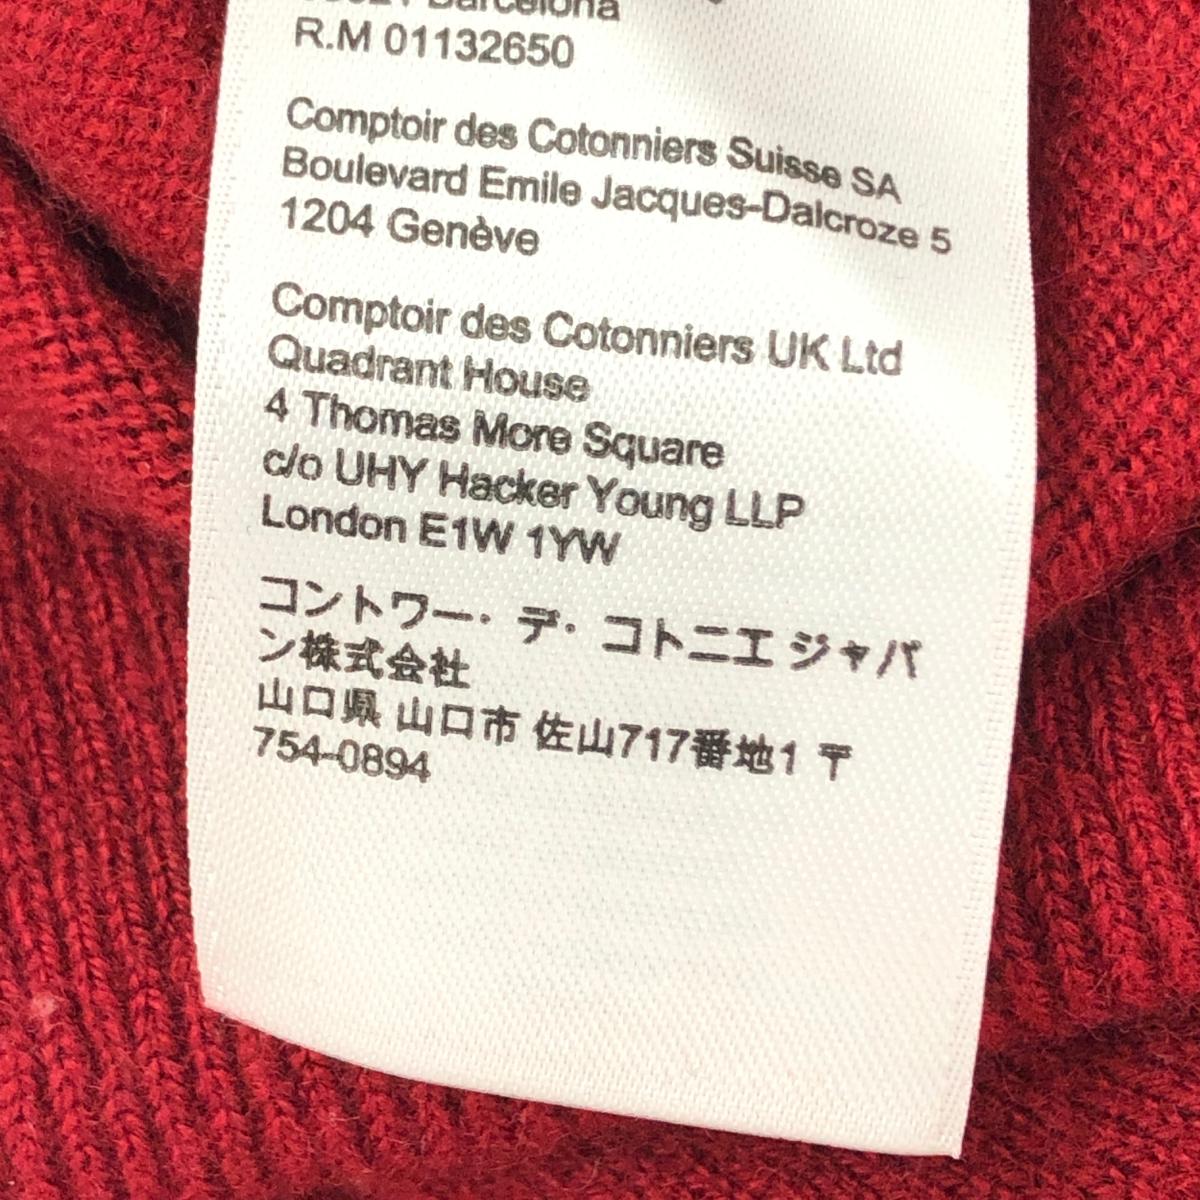 Barcelona
R.M 01132650
Comptoir des Cotonniers Suisse SA
Boulevard Emile Jacques-Dalcroze 5
1204 Genève
Comptoir des Cotonniers UK Ltd
Quadrant House
4 Thomas More Square
c/o UHY Hacker Young LLP
London E1W 1YW
コントワー・ デ・ コトニエ ジャパ
ン株式会社
山口県 山口市 佐山717番地1 〒
754-0894